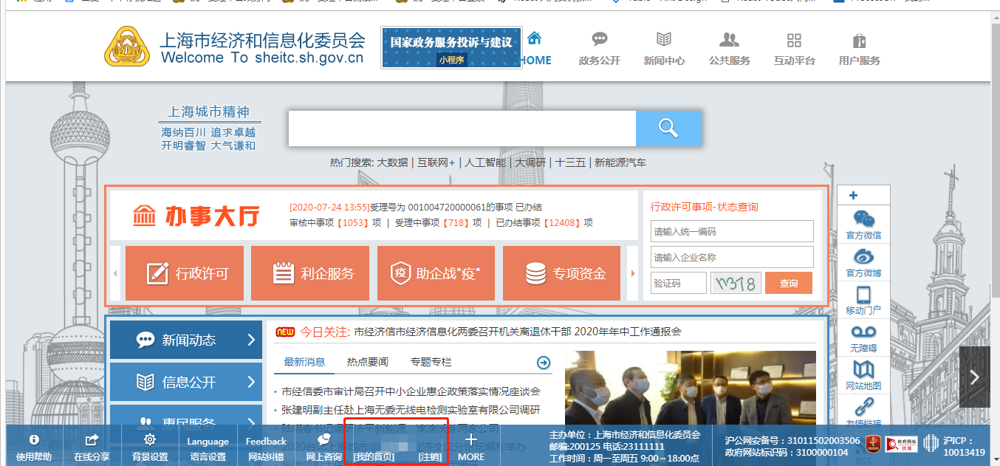 上海市经济和信息化委员会
Welcome To sheitc.sh.gov.cn
国家政务服务投诉与建议
小程序
HOME
政务公开
新闻中心
公共服务
互动平台
用户服务
上海城市精神
海纳百川 追求卓越
开明睿智 大气谦和
热门搜索: 大数据 | 互联网+ | 人工智能 | 大调研 | 十三五 | 新能源汽车
办事大厅
[2020-07-24 13:55]受理号为 001004720000061的事项 已办结
审核中事项【1053】项 | 受理中事项【718】项 | 已办结事项【12408】项
行政许可
利企服务
疫 助企战"疫"
专项资金
行政许可事项-状态查询
请输入统一编码
请输入企业名称
验证码
n378
查询
+
官方微信
官方微博
移动门户
无障碍
网站地图
友情链接
RSS
新闻动态
信息公开
惠民服务
NEW 今日关注: 市经济信市经济信息化两委召开机关离退休干部 2020年年中工作通报会
最新消息
热点要闻
专题专栏
市经信委市审计局召开中小企业惠企政策落实情况座谈会
张建明副主任赴上海无委无线电检测实验室有限公司调研
陆晓春书记调研济平新能源、滴滴沃芽两家公司
使用帮助
在线分享
背景设置
Language
语言设置
Feedback
网站纠错
网上咨询
[我的首页]
[注销]
MORE
主办单位：上海市经济和信息化委员会
邮编:200125 电话:23111111
工作时间：周一至周五 9:00～18:00点
沪公网安备号：31011502003506
政府网站标识码：3100000104
政府网站
找错
沪ICP：
10013419